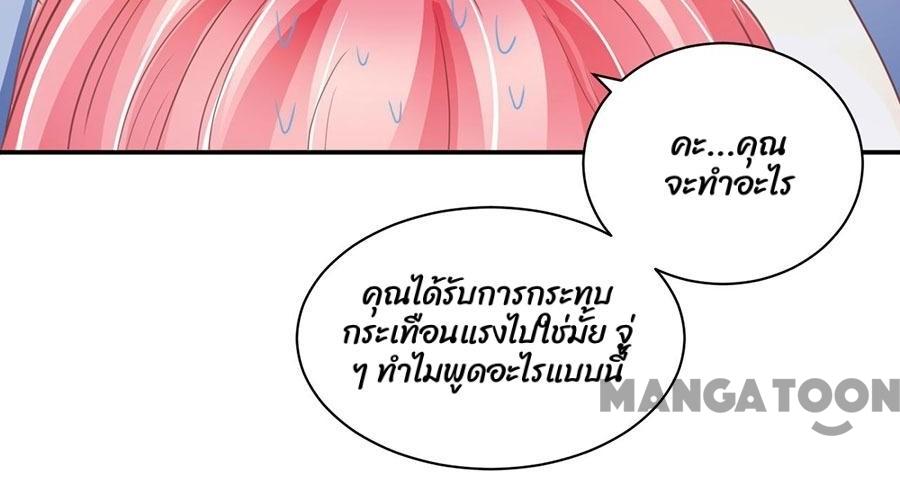 คะ...คุณ
จะทำอะไร
คุณได้รับการกระทบ
กระเทือนแรงไปใช่มั้ย จู่
ๆ ทำไมพูดอะไรแบบนี้
MANGATOON